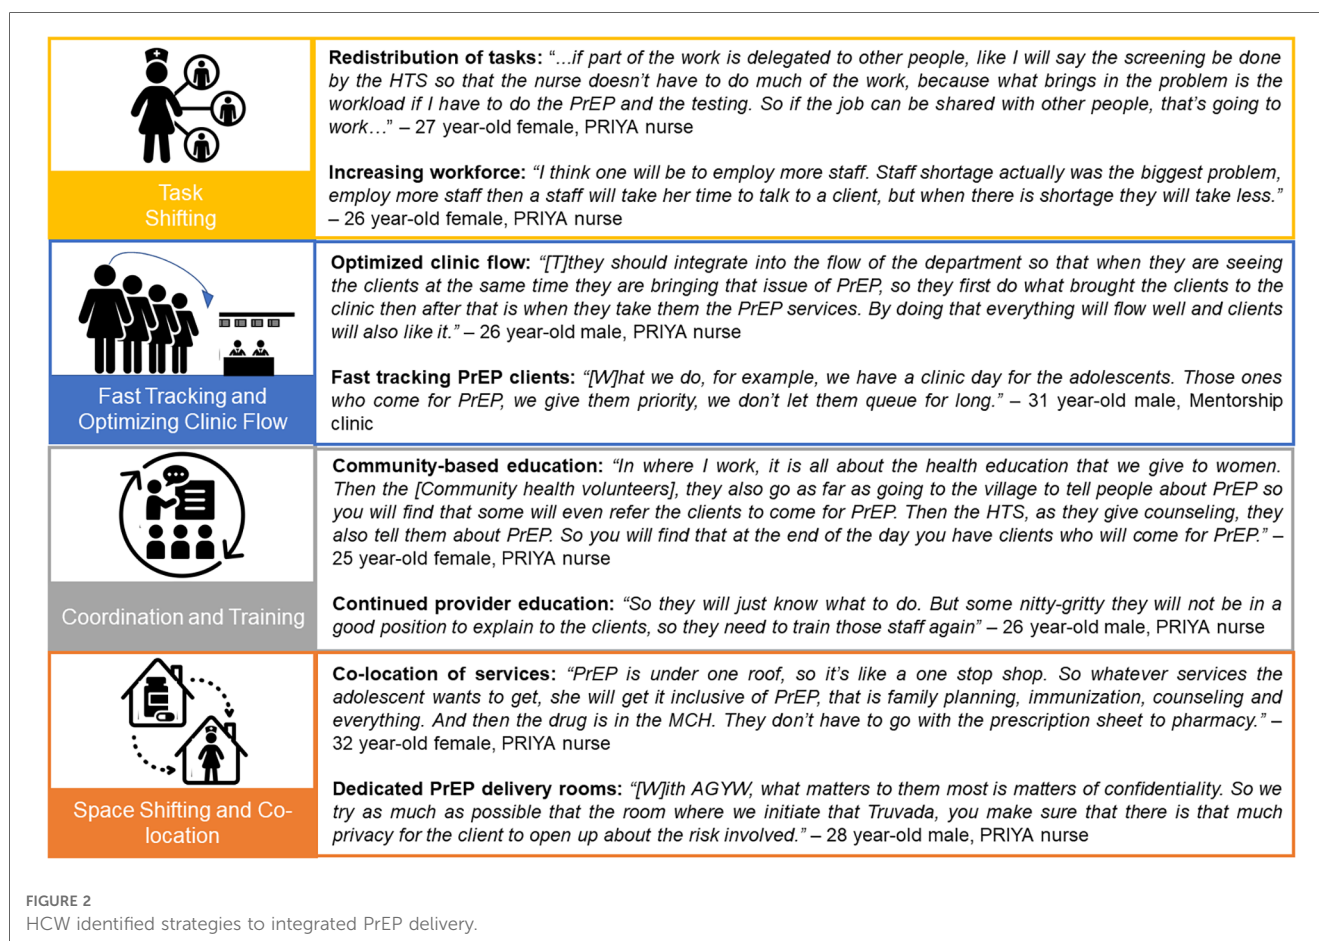 Task
Shifting
Redistribution of tasks: “...if part of the work is delegated to other people, like I will say the screening be done
by the HTS so that the nurse doesn’t have to do much of the work, because what brings in the problem is the
workload if I have to do the PrEP and the testing. So if the job can be shared with other people, that’s going to
work…” – 27 year-old female, PRIYA nurse
Increasing workforce: “I think one will be to employ more staff. Staff shortage actually was the biggest problem,
employ more staff then a staff will take her time to talk to a client, but when there is shortage they will take less.”
– 26 year-old female, PRIYA nurse
Fast Tracking and
Optimizing Clinic Flow
Optimized clinic flow: “[T]they should integrate into the flow of the department so that when they are seeing
the clients at the same time they are bringing that issue of PrEP, so they first do what brought the clients to the
clinic then after that is when they take them the PrEP services. By doing that everything will flow well and clients
will also like it.” – 26 year-old male, PRIYA nurse
Fast tracking PrEP clients: “[W]hat we do, for example, we have a clinic day for the adolescents. Those ones
who come for PrEP, we give them priority, we don’t let them queue for long.” – 31 year-old male, Mentorship
clinic
Coordination and Training
Community-based education: “In where I work, it is all about the health education that we give to women.
Then the [Community health volunteers], they also go as far as going to the village to tell people about PrEP so
you will find that some will even refer the clients to come for PrEP. Then the HTS, as they give counseling, they
also tell them about PrEP. So you will find that at the end of the day you have clients who will come for PrEP.” –
25 year-old female, PRIYA nurse
Continued provider education: “So they will just know what to do. But some nitty-gritty they will not be in a
good position to explain to the clients, so they need to train those staff again” – 26 year-old male, PRIYA nurse
Space Shifting and Co-
location
Co-location of services: “PrEP is under one roof, so it’s like a one stop shop. So whatever services the
adolescent wants to get, she will get it inclusive of PrEP, that is family planning, immunization, counseling and
everything. And then the drug is in the MCH. They don’t have to go with the prescription sheet to pharmacy.” –
32 year-old female, PRIYA nurse
Dedicated PrEP delivery rooms: “[W]ith AGYW, what matters to them most is matters of confidentiality. So we
try as much as possible that the room where we initiate that Truvada, you make sure that there is that much
privacy for the client to open up about the risk involved.” – 28 year-old male, PRIYA nurse
FIGURE 2
HCW identified strategies to integrated PrEP delivery.